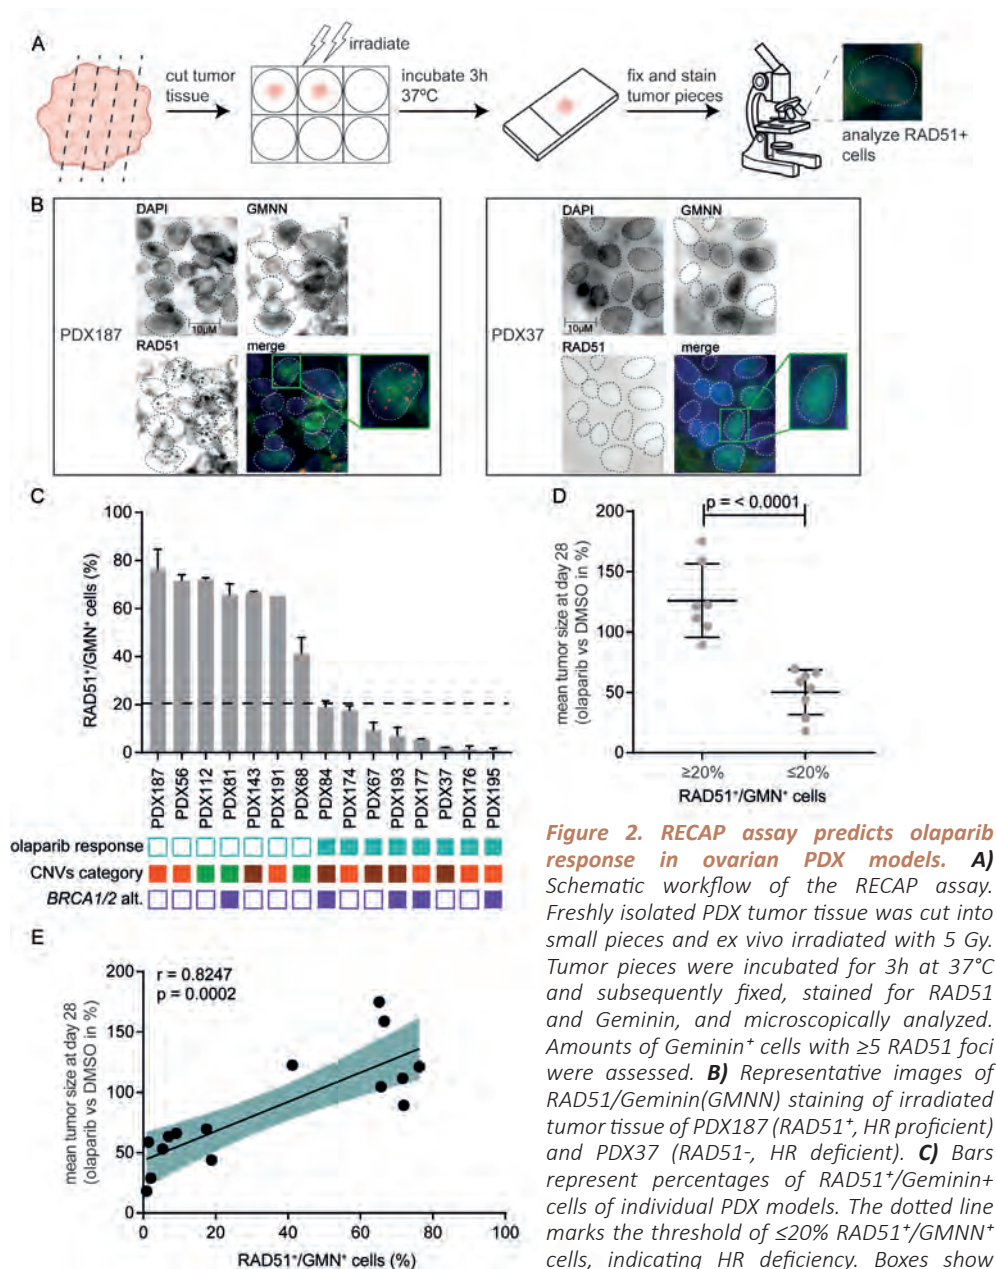 A
cut tumor
tissue
irradiate
incubate 3h
37ºC
fix and stain
tumor pieces
analyze RAD51+
cells
B
PDX187
DAPI
GMNN
10µM
RAD51
merge
PDX37
DAPI
GMNN
10µM
RAD51
merge
C
RAD51⁺/GMN⁺ cells (%)
100
80
60
40
20
0
PDX187
PDX56
PDX112
PDX81
PDX143
PDX191
PDX68
PDX84
PDX174
PDX67
PDX193
PDX177
PDX37
PDX176
PDX195
olaparib response
CNVs category
BRCA1/2 alt.
D
p = < 0.0001
mean tumor size at day 28
(olaparib vs DMSO in %)
200
150
100
50
0
≥20%
≤20%
RAD51⁺/GMN⁺ cells
E
r = 0.8247
p = 0.0002
mean tumor size at day 28
(olaparib vs DMSO in %)
200
150
100
50
0
0
20
40
60
80
100
RAD51⁺/GMN⁺ cells (%)
Figure 2. RECAP assay predicts olaparib
response in ovarian PDX models. A)
Schematic workflow of the RECAP assay.
Freshly isolated PDX tumor tissue was cut into
small pieces and ex vivo irradiated with 5 Gy.
Tumor pieces were incubated for 3h at 37°C
and subsequently fixed, stained for RAD51
and Geminin, and microscopically analyzed.
Amounts of Geminin⁺ cells with ≥5 RAD51 foci
were assessed. B) Representative images of
RAD51/Geminin(GMNN) staining of irradiated
tumor tissue of PDX187 (RAD51⁺, HR proficient)
and PDX37 (RAD51-, HR deficient). C) Bars
represent percentages of RAD51⁺/Geminin+
cells of individual PDX models. The dotted line
marks the threshold of ≤20% RAD51⁺/GMNN⁺
cells, indicating HR deficiency. Boxes show